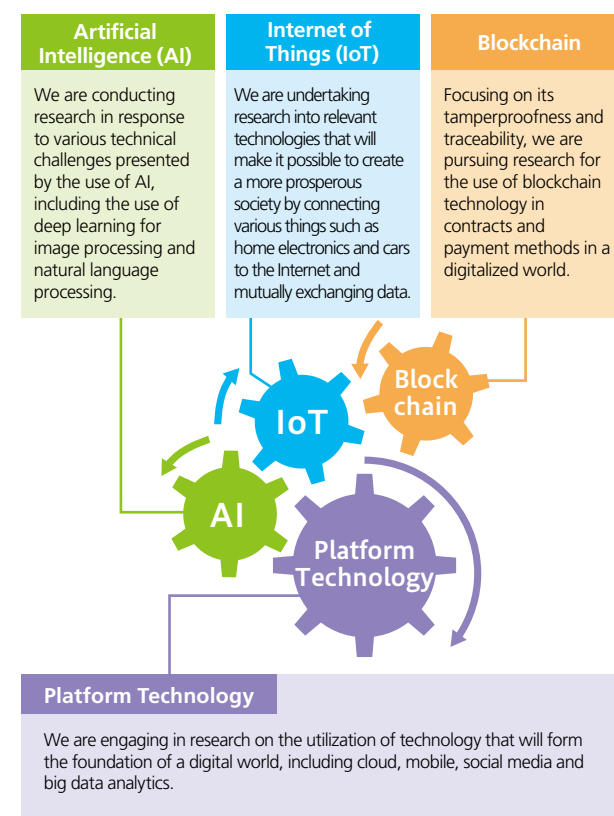 Artificial
Intelligence (AI)
We are conducting
research in response
to various technical
challenges presented
by the use of AI,
including the use of
deep learning for
image processing and
natural language
processing.
Internet of
Things (IoT)
We are undertaking
research into relevant
technologies that will
make it possible to create
a more prosperous
society by connecting
various things such as
home electronics and cars
to the Internet and
mutually exchanging data.
Blockchain
Focusing on its
tamperproofness and
traceability, we are
pursuing research for
the use of blockchain
technology in
contracts and
payment methods in a
digitalized world.
Block
chain
IoT
AI
Platform
Technology
Platform Technology
We are engaging in research on the utilization of technology that will form
the foundation of a digital world, including cloud, mobile, social media and
big data analytics.